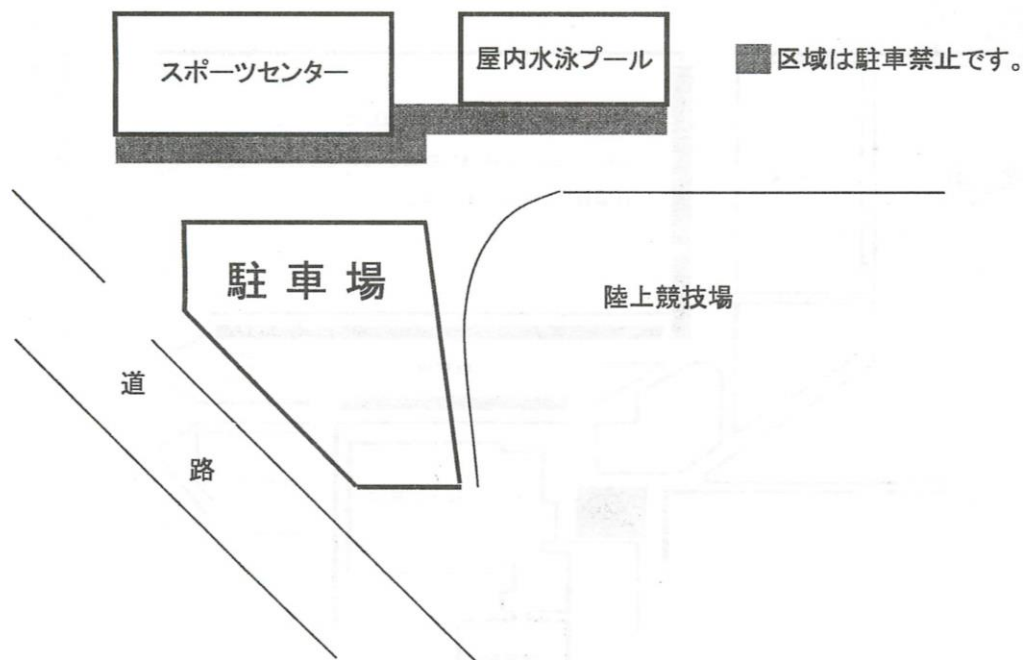 スポーツセンター
屋内水泳プール
区域は駐車禁止です。
駐車場
陸上競技場
道路